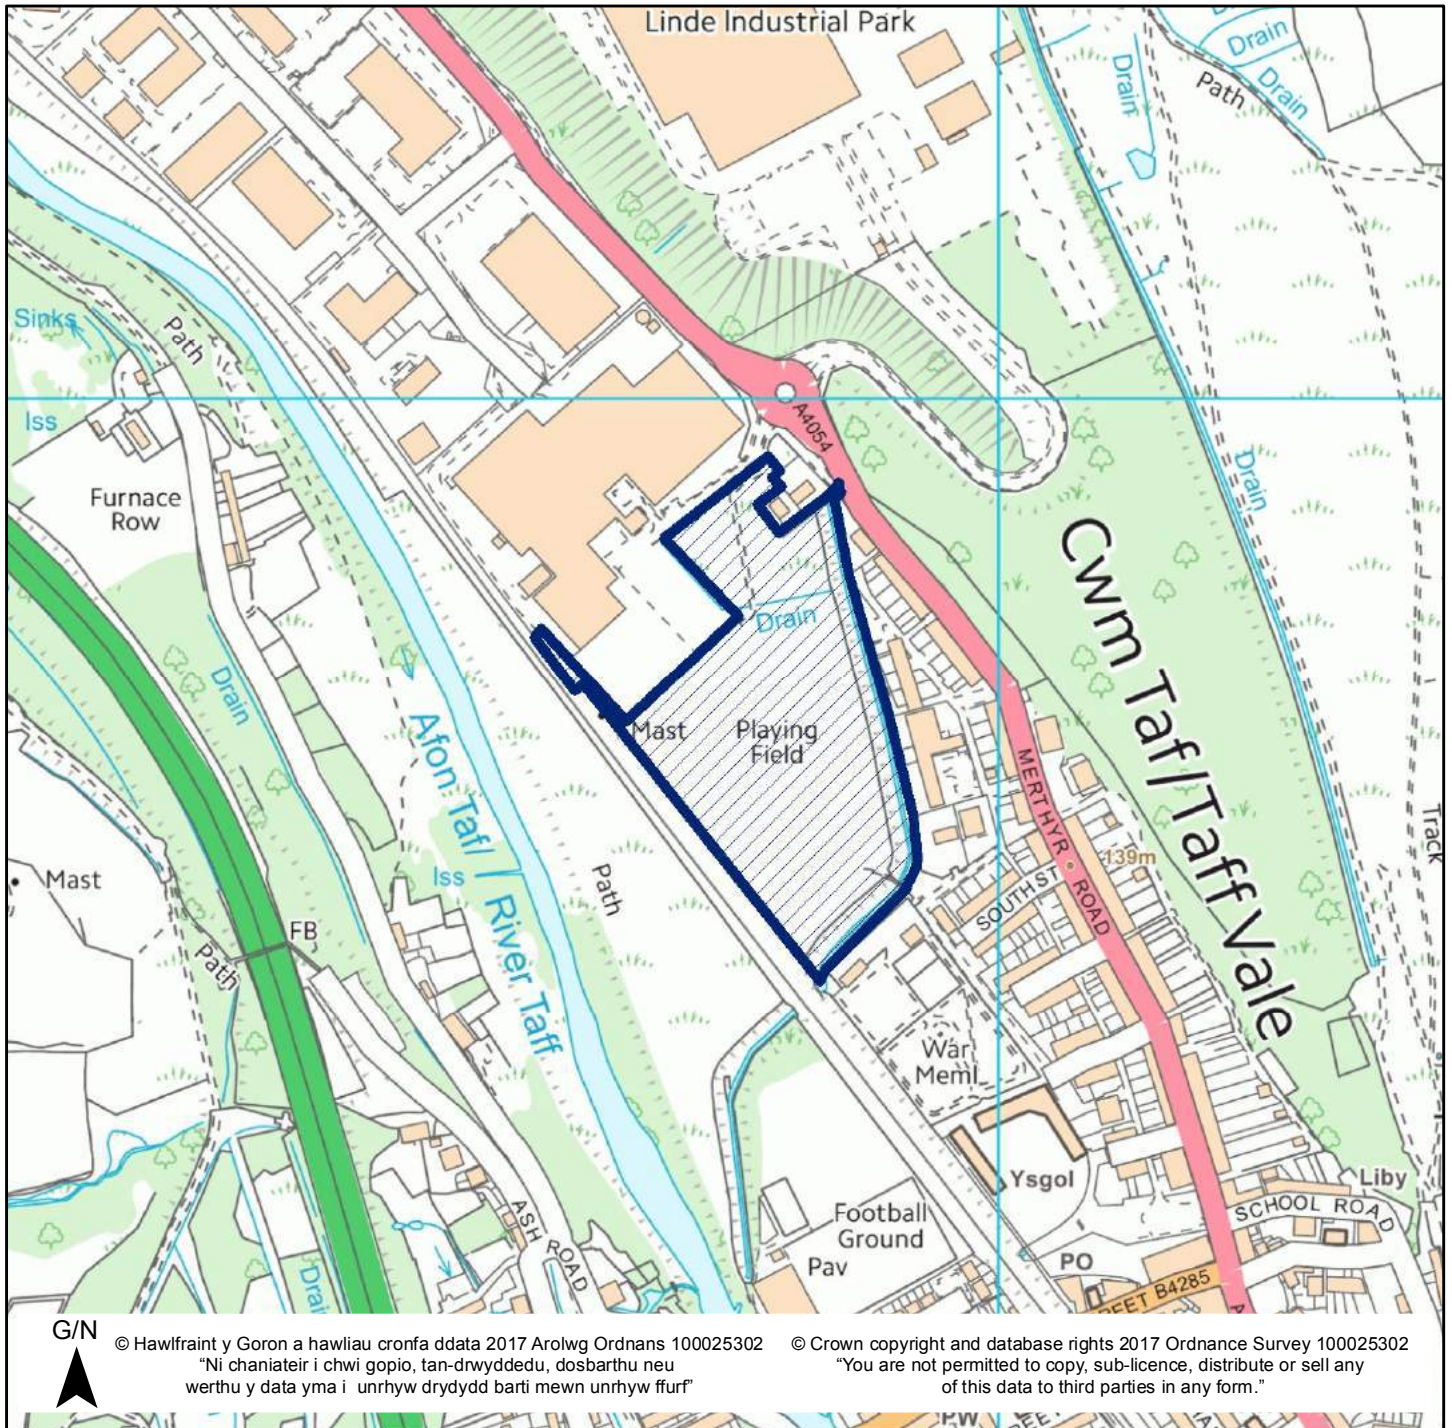 Linde Industrial Park
Drain
Drain
Drain
Path
Sinks
Path
Iss
A4054
Furnace
Row
Drain
Drain
Drain
Cwm Taf / Taff Vale
Mast
Playing
Field
MERTHYR ROAD
Afon Taf / River Taff
Iss
Path
139m
Track
Mast
SOUTH ST
FB
Path
War
Meml
Ysgol
Liby
SCHOOL ROAD
ASH ROAD
Football
Ground
PO
Pav
B4285
G/N
© Hawlfraint y Goron a hawliau cronfa ddata 2017 Arolwg Ordnans 100025302
“Ni chaniateir i chwi gopio, tan-drwyddedu, dosbarthu neu
werthu y data yma i unrhyw drydydd barti mewn unrhyw ffurf”
© Crown copyright and database rights 2017 Ordnance Survey 100025302
“You are not permitted to copy, sub-licence, distribute or sell any
of this data to third parties in any form.”
PW